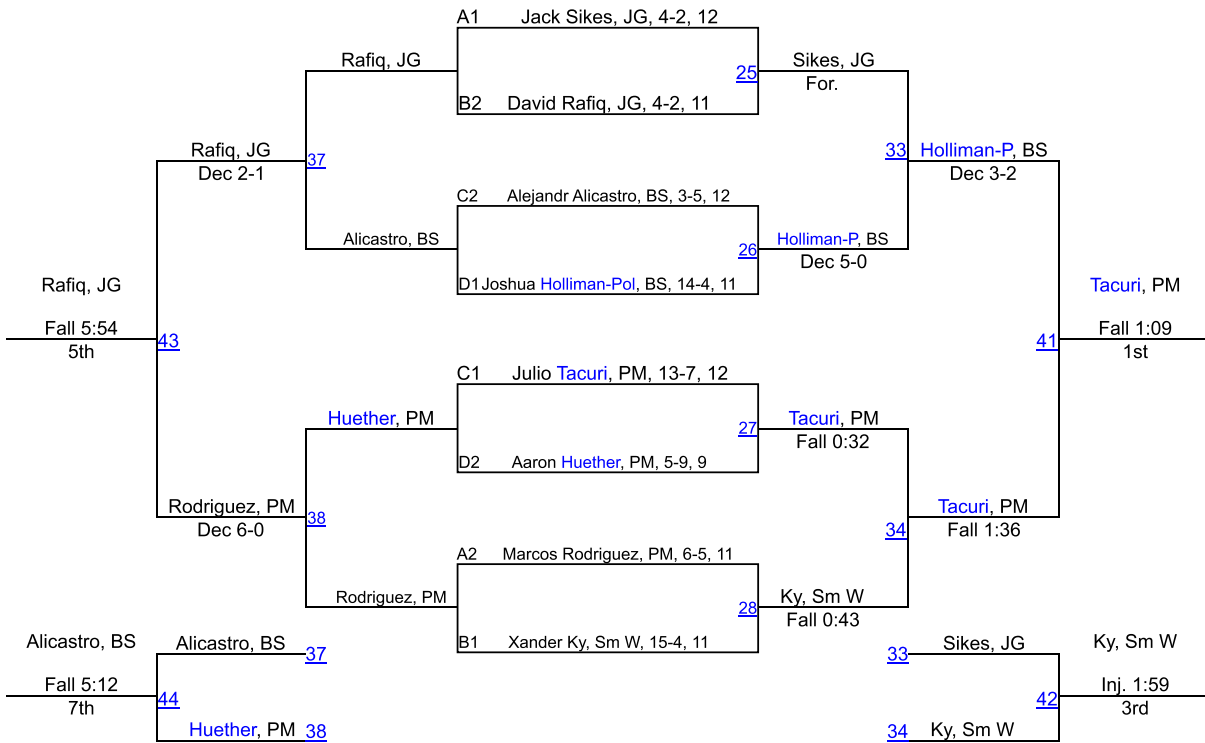 A1 Jack Sikes, JG, 4-2, 12
Rafiq, JG
25
Sikes, JG
For.
B2 David Rafiq, JG, 4-2, 11
Rafiq, JG
Dec 2-1
37
33
Holliman-P, BS
Dec 3-2
C2 Alejandr Alicastro, BS, 3-5, 12
Alicastro, BS
26
Holliman-P, BS
Dec 5-0
D1 Joshua Holliman-Pol, BS, 14-4, 11
Rafiq, JG
Fall 5:54
5th
43
41
Tacuri, PM
Fall 1:09
1st
C1 Julio Tacuri, PM, 13-7, 12
Huether, PM
27
Tacuri, PM
Fall 0:32
D2 Aaron Huether, PM, 5-9, 9
Rodriguez, PM
Dec 6-0
38
34
Tacuri, PM
Fall 1:36
A2 Marcos Rodriguez, PM, 6-5, 11
Rodriguez, PM
28
Ky, Sm W
Fall 0:43
B1 Xander Ky, Sm W, 15-4, 11
Alicastro, BS
Fall 5:12
7th
Alicastro, BS 37
44
Huether, PM 38
33 Sikes, JG
42
34 Ky, Sm W
Ky, Sm W
Inj. 1:59
3rd